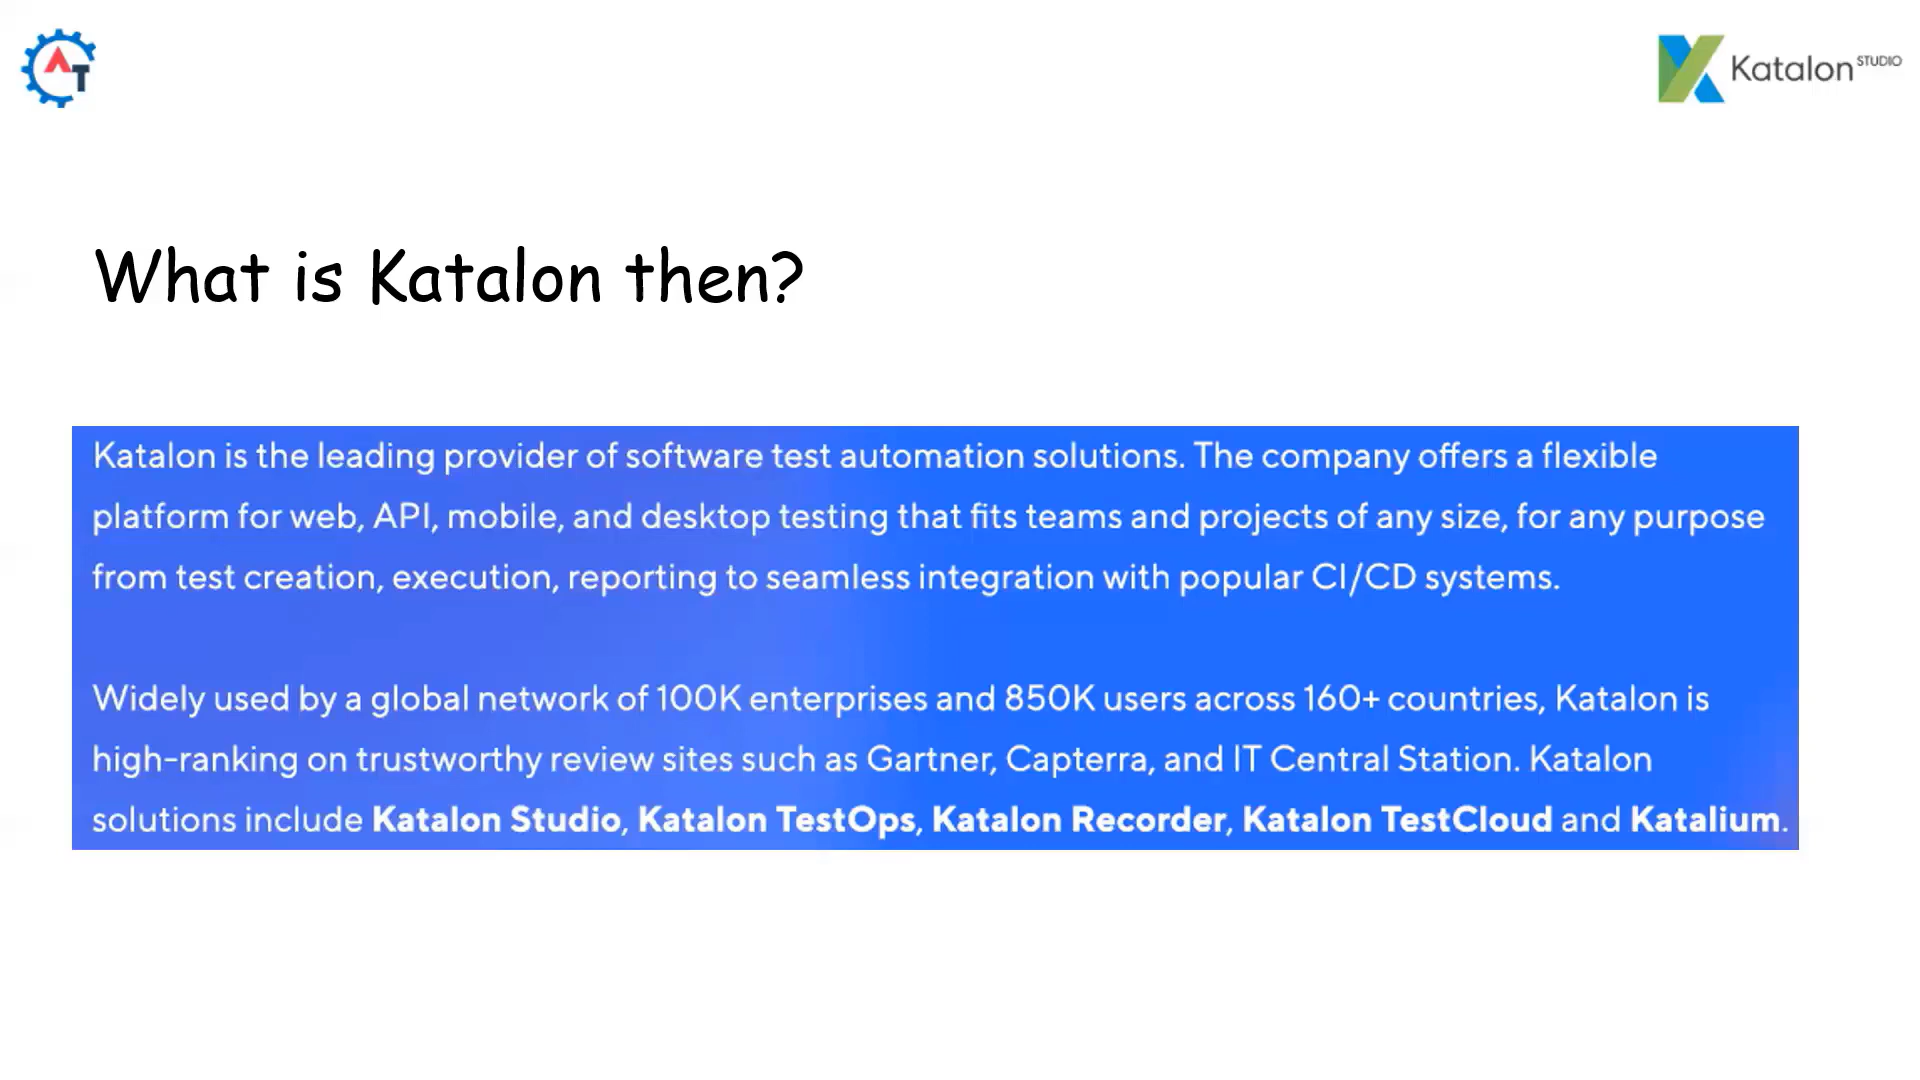 AT
Katalon STUDIO
What is Katalon then?
Katalon is the leading provider of software test automation solutions. The company offers a flexible
platform for web, API, mobile, and desktop testing that fits teams and projects of any size, for any purpose
from test creation, execution, reporting to seamless integration with popular CI/CD systems.
Widely used by a global network of 100K enterprises and 850K users across 160+ countries, Katalon is
high-ranking on trustworthy review sites such as Gartner, Capterra, and IT Central Station. Katalon
solutions include Katalon Studio, Katalon TestOps, Katalon Recorder, Katalon TestCloud and Katalium.